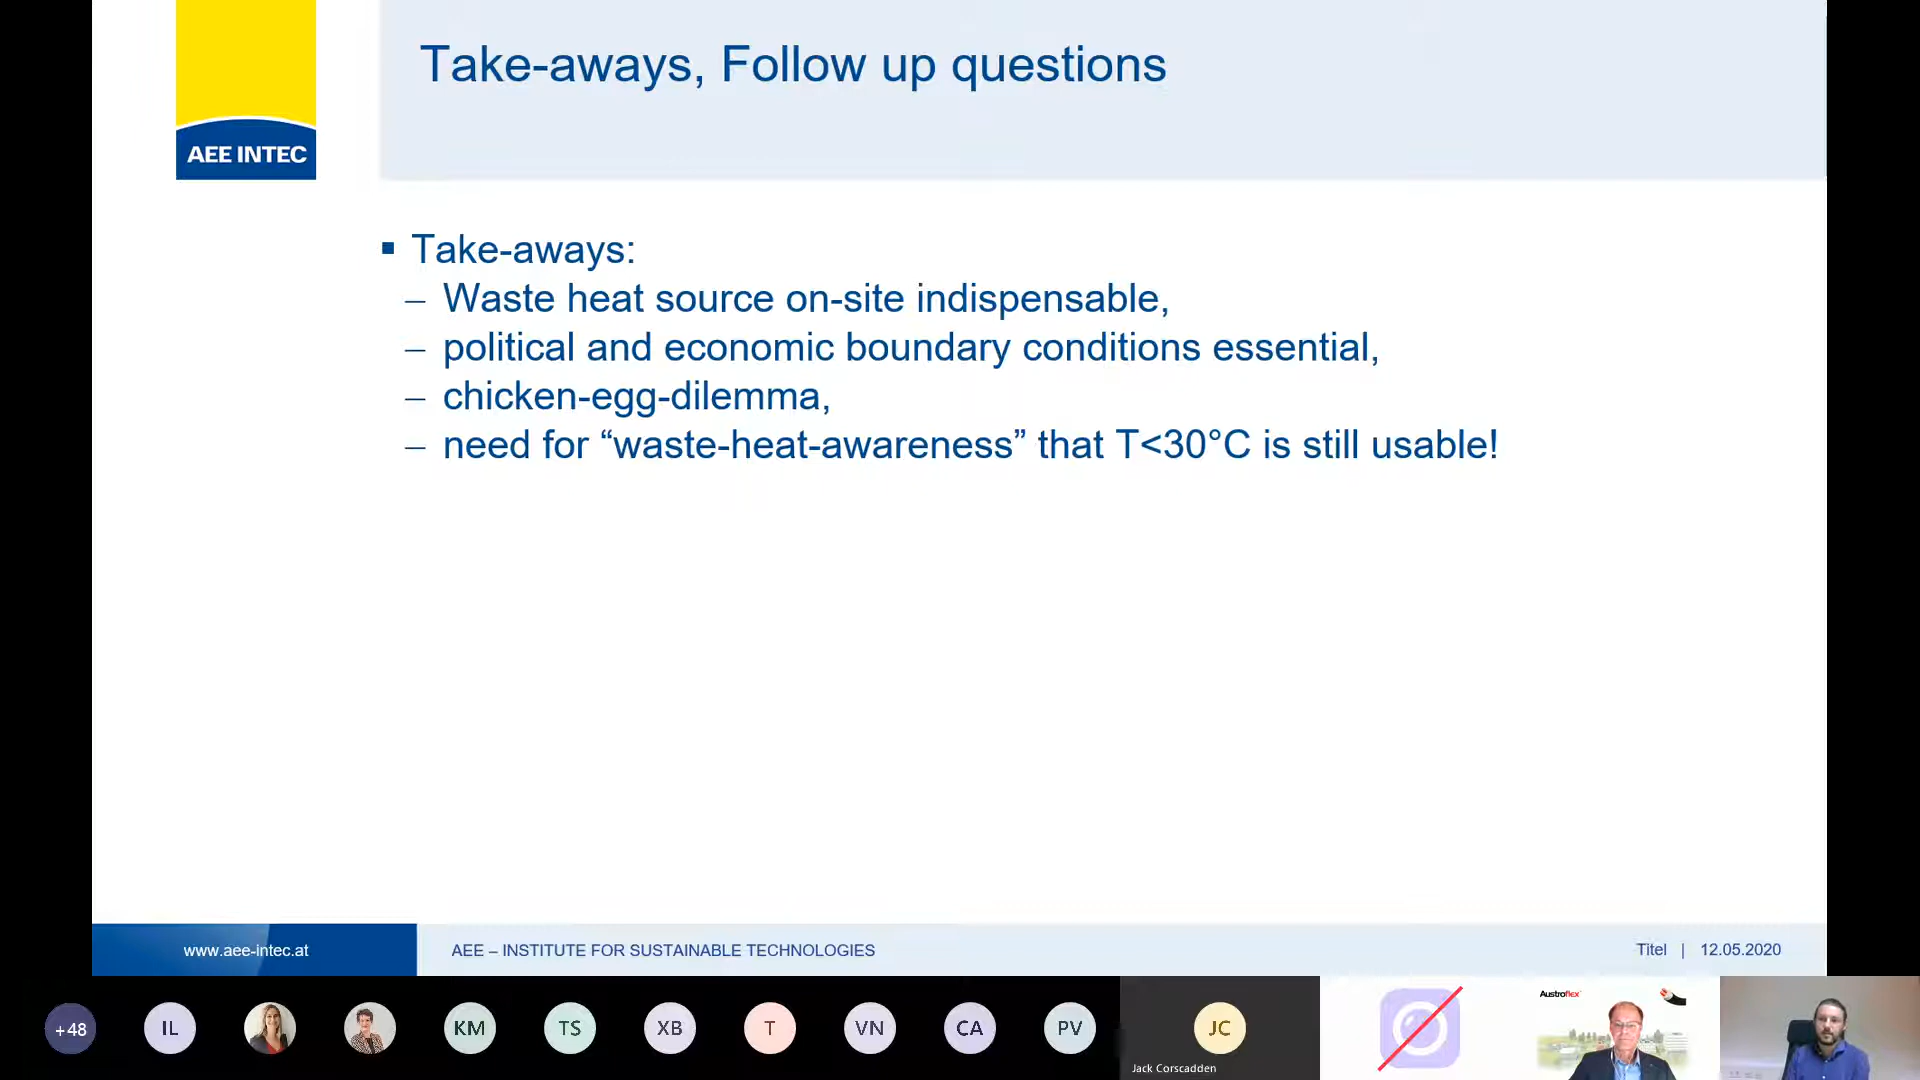 Take-aways, Follow up questions
AEE INTEC
▪ Take-aways:
– Waste heat source on-site indispensable,
– political and economic boundary conditions essential,
– chicken-egg-dilemma,
– need for “waste-heat-awareness” that T<30°C is still usable!
www.aee-intec.at
AEE – INSTITUTE FOR SUSTAINABLE TECHNOLOGIES
Titel | 12.05.2020
+48
IL
KM
TS
XB
T
VN
CA
PV
JC
Jack Corscadden
Austroflex